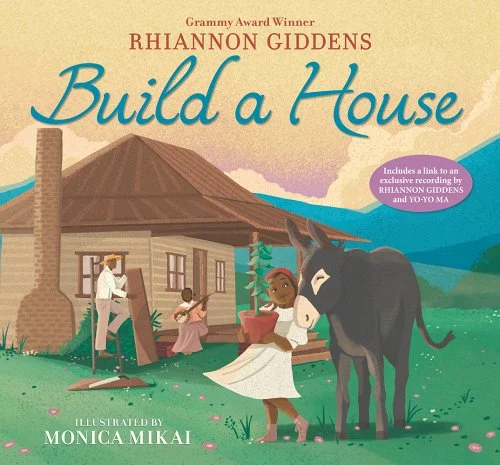 Grammy Award Winner
RHIANNON GIDDENS
Build a House
Includes a link to an
exclusive recording by
RHIANNON GIDDENS
and YO-YO MA
ILLUSTRATED BY
MONICA MIKAI